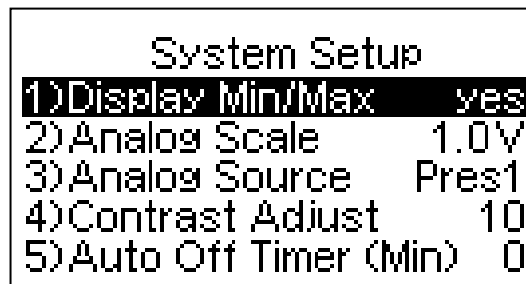 System Setup
1)Display Min/Max yes
2)Analog Scale 1.0V
3)Analog Source Pres1
4)Contrast Adjust 10
5)Auto Off Timer (Min) 0